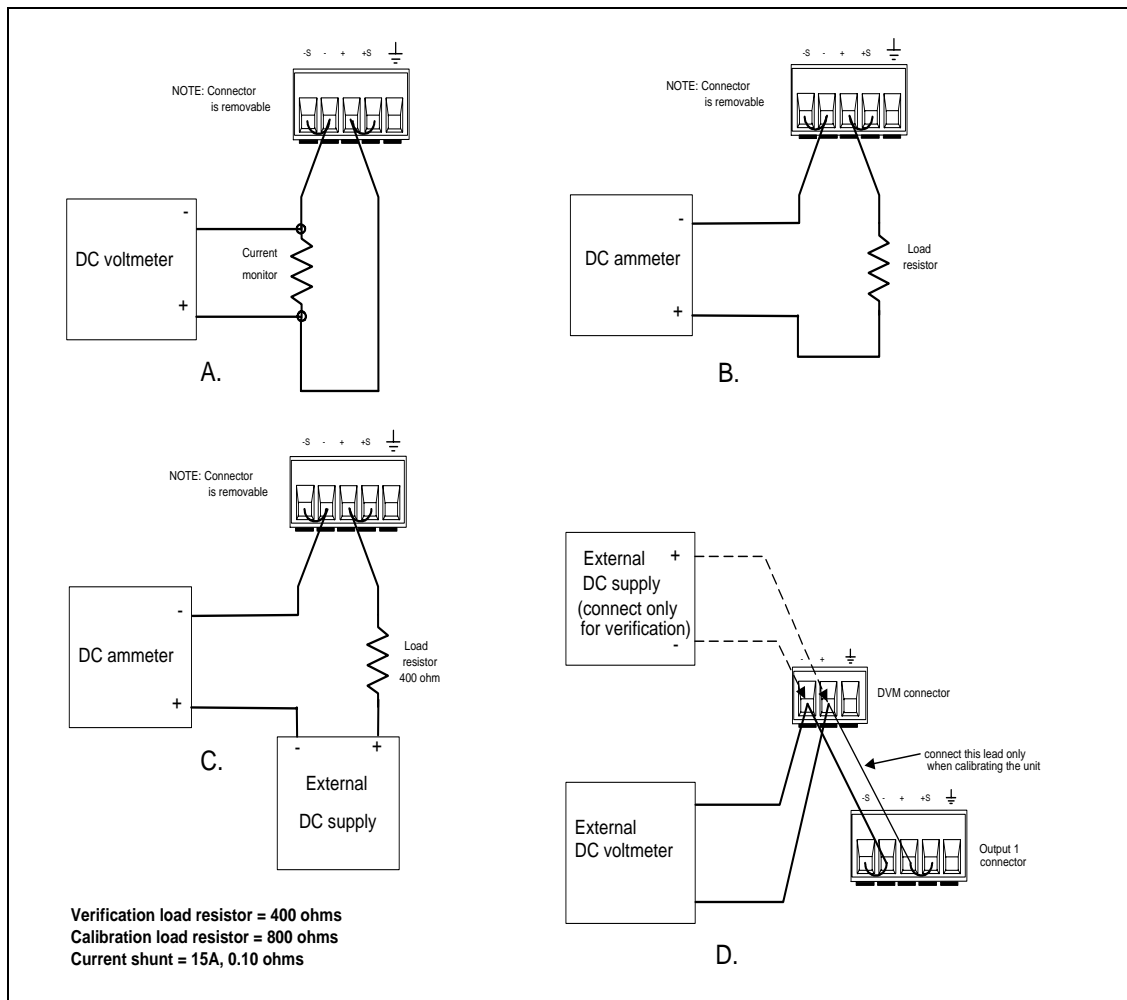 -S - + +S
NOTE: Connector
is removable
-
DC voltmeter
+
Current
monitor
A.
-S - + +S
NOTE: Connector
is removable
-
DC ammeter
+
Load
resistor
B.
-S - + +S
NOTE: Connector
is removable
-
DC ammeter
+
Load
resistor
400 ohm
- +
External
DC supply
C.
External +
DC supply
(connect only
for verification)
-
- +
DVM connector
connect this lead only
when calibrating the unit
-S - + +S
Output 1
connector
External
DC voltmeter
D.
Verification load resistor = 400 ohms
Calibration load resistor = 800 ohms
Current shunt = 15A, 0.10 ohms